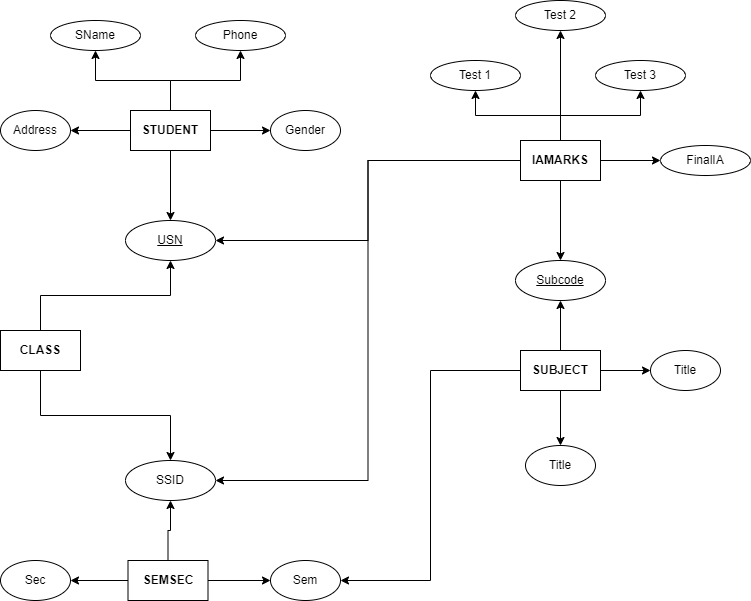 Test 2
SName
Phone
Test 1
Test 3
Address
STUDENT
Gender
IAMARKS
FinalIA
USN
Subcode
CLASS
SUBJECT
Title
Title
SSID
Sec
SEMSEC
Sem